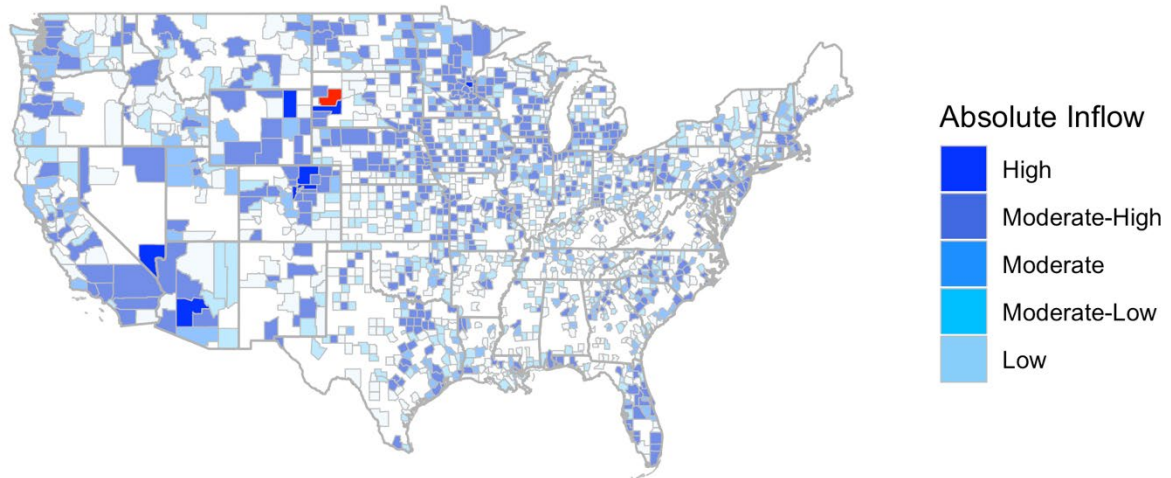 Absolute Inflow
High
Moderate-High
Moderate
Moderate-Low
Low